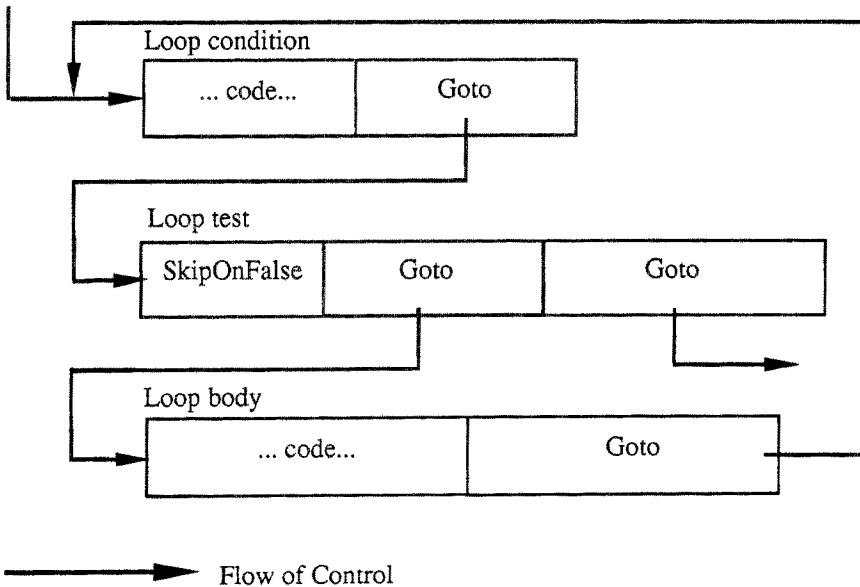 Loop condition
... code...
Goto
Loop test
SkipOnFalse
Goto
Goto
Loop body
... code...
Goto
Flow of Control